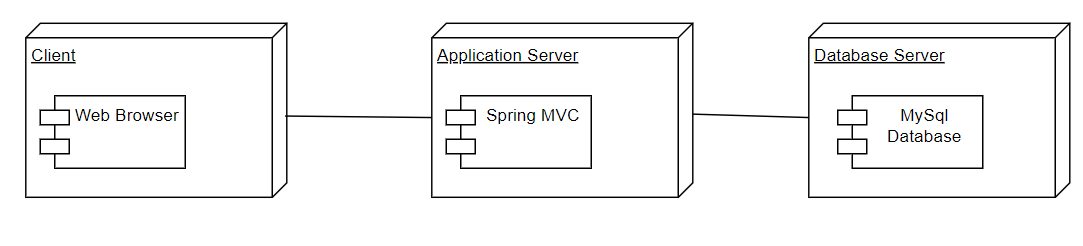 Client
Application Server
Database Server
Web Browser
Spring MVC
MySql
Database